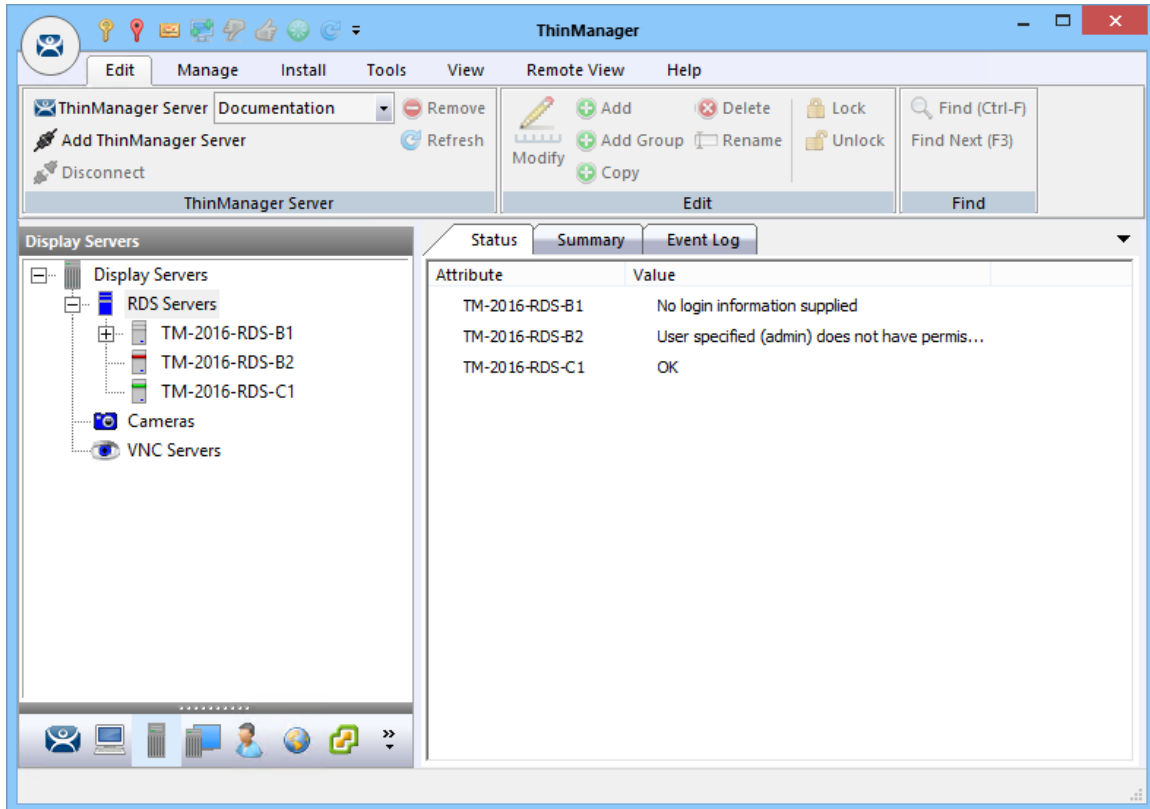 ThinManager
Edit Manage Install Tools View Remote View Help
ThinManager Server Documentation Remove
Add ThinManager Server Refresh
Disconnect
ThinManager Server
Modify
Add Delete Lock
Add Group Rename Unlock
Copy
Edit
Find (Ctrl-F)
Find Next (F3)
Find
Display Servers
Display Servers
RDS Servers
TM-2016-RDS-B1
TM-2016-RDS-B2
TM-2016-RDS-C1
Cameras
VNC Servers
Status Summary Event Log
Attribute Value
TM-2016-RDS-B1 No login information supplied
TM-2016-RDS-B2 User specified (admin) does not have permis...
TM-2016-RDS-C1 OK